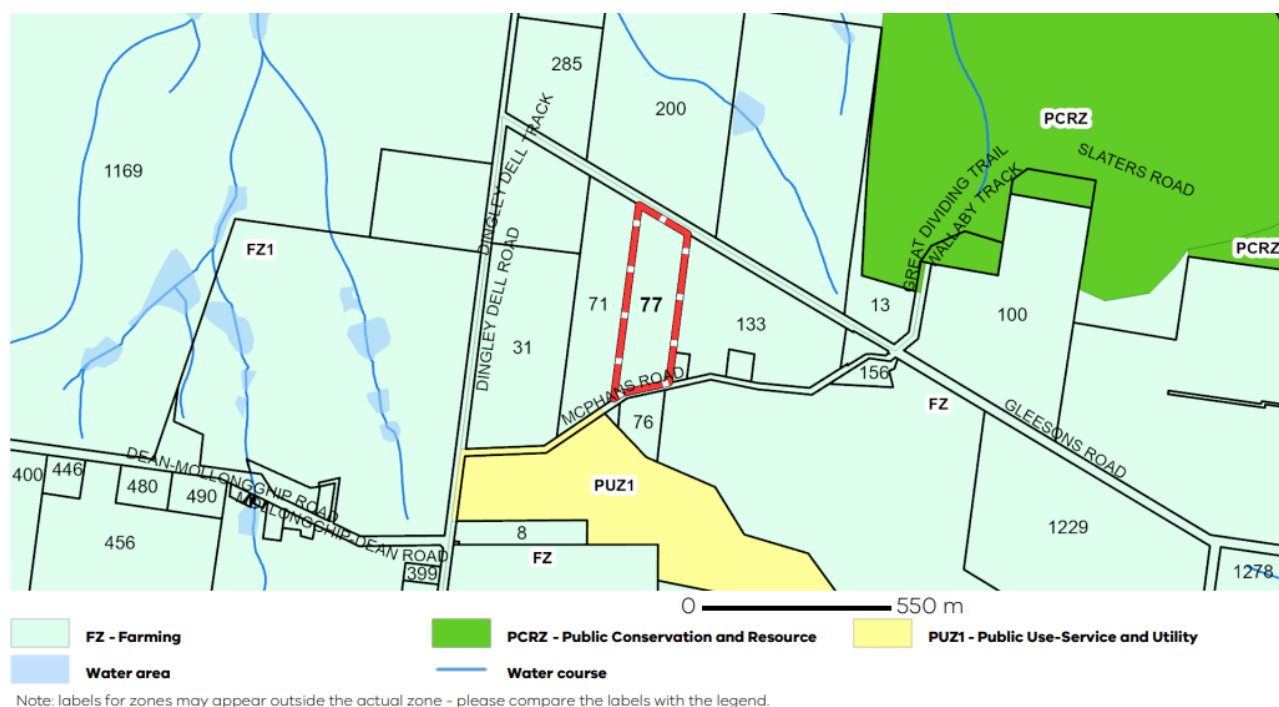 285
200
PCRZ
SLATERS ROAD
1169
DINGLEY DELL TRACK
GREAT DIVIDING TRAIL
WALLABY TRACK
PCRZ
FZ1
DINGLEY DELL ROAD
71
77
133
13
100
31
156
MCPHANS ROAD
FZ
76
GLEESONS ROAD
DEAN-MOLLONGGHIP ROAD
400
446
480
490
MOLLONGGHIP-DEAN ROAD
PUZ1
456
8
FZ
1229
399
1278
0 550 m
FZ - Farming
PCRZ - Public Conservation and Resource
PUZ1 - Public Use-Service and Utility
Water area
Water course
Note: labels for zones may appear outside the actual zone - please compare the labels with the legend.